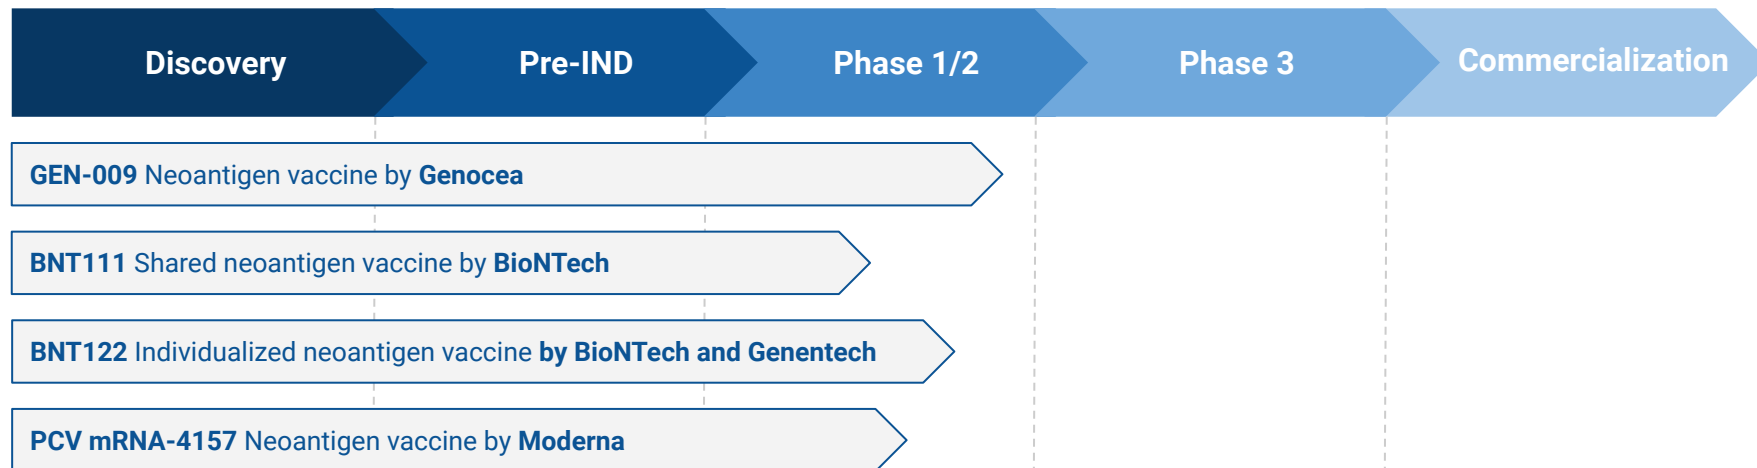 Discovery Pre-IND Phase 1/2 Phase 3 Commercialization
GEN-009 Neoantigen vaccine by Genocea
BNT111 Shared neoantigen vaccine by BioNTech
BNT122 Individualized neoantigen vaccine by BioNTech and Genentech
PCV mRNA-4157 Neoantigen vaccine by Moderna